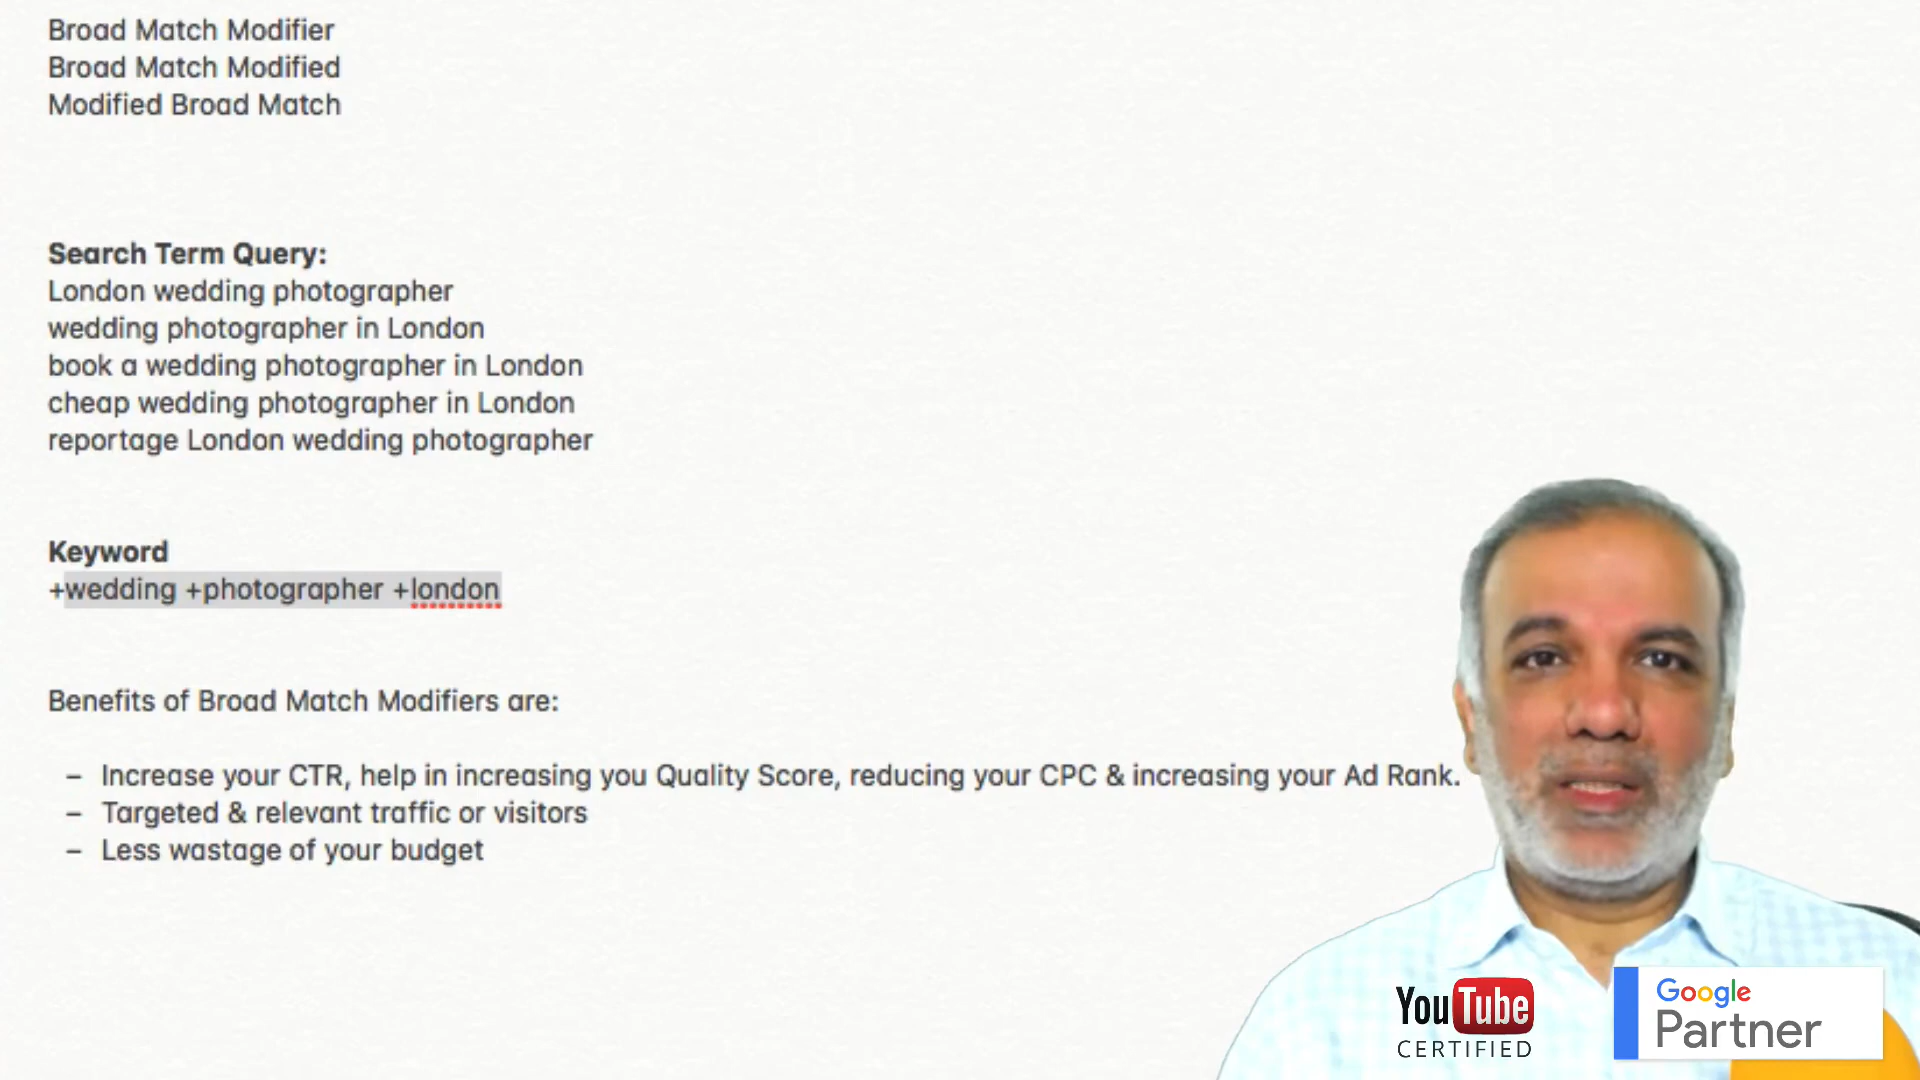 Broad Match Modifier
Broad Match Modified
Modified Broad Match
Search Term Query:
London wedding photographer
wedding photographer in London
book a wedding photographer in London
cheap wedding photographer in London
reportage London wedding photographer
Keyword
+wedding +photographer +london
Benefits of Broad Match Modifiers are:
– Increase your CTR, help in increasing you Quality Score, reducing your CPC & increasing your Ad Rank.
– Targeted & relevant traffic or visitors
– Less wastage of your budget
YouTube
CERTIFIED
Google
Partner